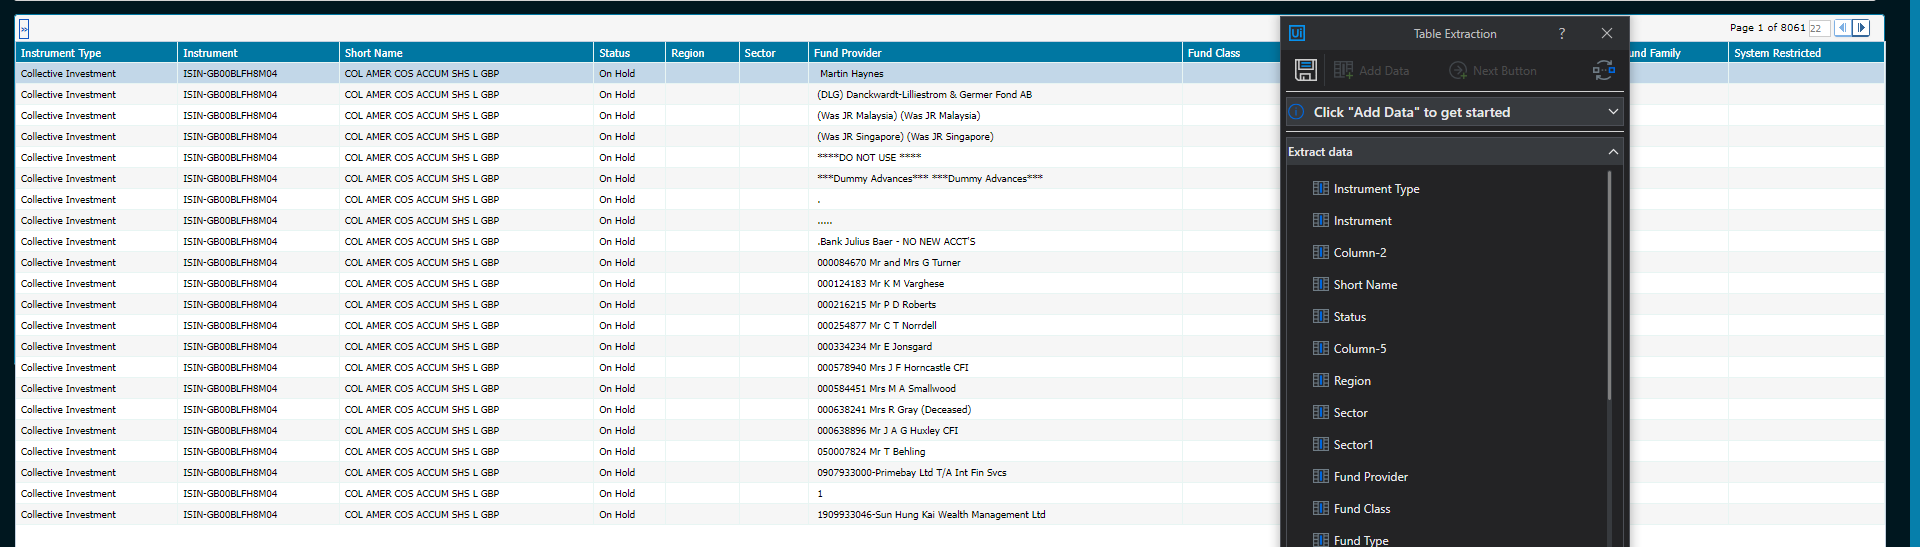 »
Page 1 of 8061 22
Instrument Type Instrument Short Name Status Region Sector Fund Provider Fund Class und Family System Restricted
Collective Investment ISIN-GB00BLFH8M04 COL AMER COS ACCUM SHS L GBP On Hold Martin Haynes
Collective Investment ISIN-GB00BLFH8M04 COL AMER COS ACCUM SHS L GBP On Hold (DLG) Danckwardt-Lilliestrom & Germer Fond AB
Collective Investment ISIN-GB00BLFH8M04 COL AMER COS ACCUM SHS L GBP On Hold (Was JR Malaysia) (Was JR Malaysia)
Collective Investment ISIN-GB00BLFH8M04 COL AMER COS ACCUM SHS L GBP On Hold (Was JR Singapore) (Was JR Singapore)
Collective Investment ISIN-GB00BLFH8M04 COL AMER COS ACCUM SHS L GBP On Hold ****DO NOT USE ****
Collective Investment ISIN-GB00BLFH8M04 COL AMER COS ACCUM SHS L GBP On Hold ***Dummy Advances*** ***Dummy Advances***
Collective Investment ISIN-GB00BLFH8M04 COL AMER COS ACCUM SHS L GBP On Hold .
Collective Investment ISIN-GB00BLFH8M04 COL AMER COS ACCUM SHS L GBP On Hold .....
Collective Investment ISIN-GB00BLFH8M04 COL AMER COS ACCUM SHS L GBP On Hold .Bank Julius Baer - NO NEW ACCT'S
Collective Investment ISIN-GB00BLFH8M04 COL AMER COS ACCUM SHS L GBP On Hold 000084670 Mr and Mrs G Turner
Collective Investment ISIN-GB00BLFH8M04 COL AMER COS ACCUM SHS L GBP On Hold 000124183 Mr K M Varghese
Collective Investment ISIN-GB00BLFH8M04 COL AMER COS ACCUM SHS L GBP On Hold 000216215 Mr P D Roberts
Collective Investment ISIN-GB00BLFH8M04 COL AMER COS ACCUM SHS L GBP On Hold 000254877 Mr C T Norrdell
Collective Investment ISIN-GB00BLFH8M04 COL AMER COS ACCUM SHS L GBP On Hold 000334234 Mr E Jonsgard
Collective Investment ISIN-GB00BLFH8M04 COL AMER COS ACCUM SHS L GBP On Hold 000578940 Mrs J F Horncastle CFI
Collective Investment ISIN-GB00BLFH8M04 COL AMER COS ACCUM SHS L GBP On Hold 000584451 Mrs M A Smallwood
Collective Investment ISIN-GB00BLFH8M04 COL AMER COS ACCUM SHS L GBP On Hold 000638241 Mrs R Gray (Deceased)
Collective Investment ISIN-GB00BLFH8M04 COL AMER COS ACCUM SHS L GBP On Hold 000638896 Mr J A G Huxley CFI
Collective Investment ISIN-GB00BLFH8M04 COL AMER COS ACCUM SHS L GBP On Hold 050007824 Mr T Behling
Collective Investment ISIN-GB00BLFH8M04 COL AMER COS ACCUM SHS L GBP On Hold 0907933000-Primebay Ltd T/A Int Fin Svcs
Collective Investment ISIN-GB00BLFH8M04 COL AMER COS ACCUM SHS L GBP On Hold 1
Collective Investment ISIN-GB00BLFH8M04 COL AMER COS ACCUM SHS L GBP On Hold 1909933046-Sun Hung Kai Wealth Management Ltd
Ui Table Extraction ?
Add Data Next Button
Click "Add Data" to get started
Extract data
Instrument Type
Instrument
Column-2
Short Name
Status
Column-5
Region
Sector
Sector1
Fund Provider
Fund Class
Fund Type